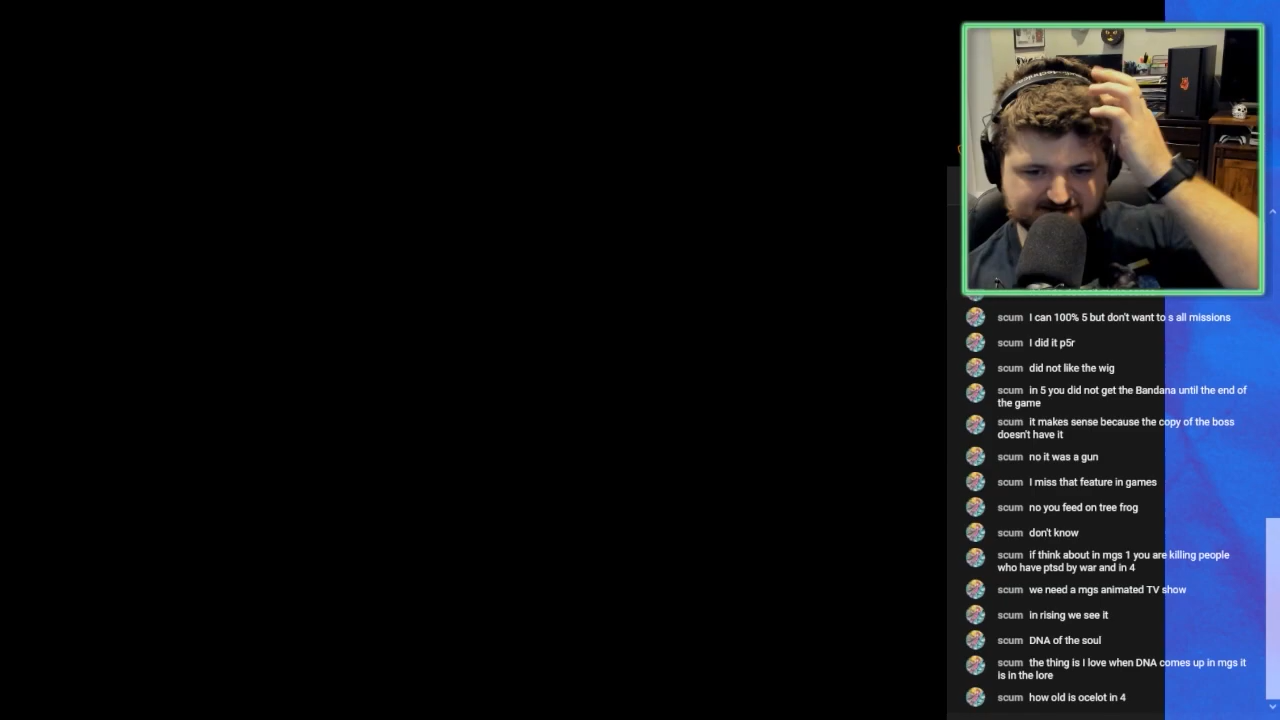 scum I can 100% 5 but don't want to s all missions
scum I did it p5r
scum did not like the wig
scum in 5 you did not get the Bandana until the end of
the game
scum it makes sense because the copy of the boss
doesn't have it
scum no it was a gun
scum I miss that feature in games
scum no you feed on tree frog
scum don't know
scum if think about in mgs 1 you are killing people
who have ptsd by war and in 4
scum we need a mgs animated TV show
scum in rising we see it
scum DNA of the soul
scum the thing is I love when DNA comes up in mgs it
is in the lore
scum how old is ocelot in 4